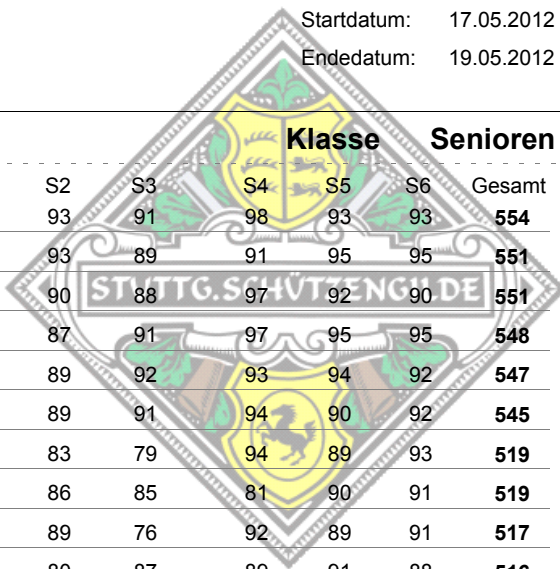 Startdatum: 17.05.2012
Endedatum: 19.05.2012
Klasse Senioren
S2 S3 S4 S5 S6 Gesamt
93 91 98 93 93 554
93 89 91 95 95 551
90 88 97 92 90 551
STUTTG.SCHÜTZENGI.DE
87 91 97 95 95 548
89 92 93 94 92 547
89 91 94 90 92 545
83 79 94 89 93 519
86 85 81 90 91 519
89 76 92 89 91 517